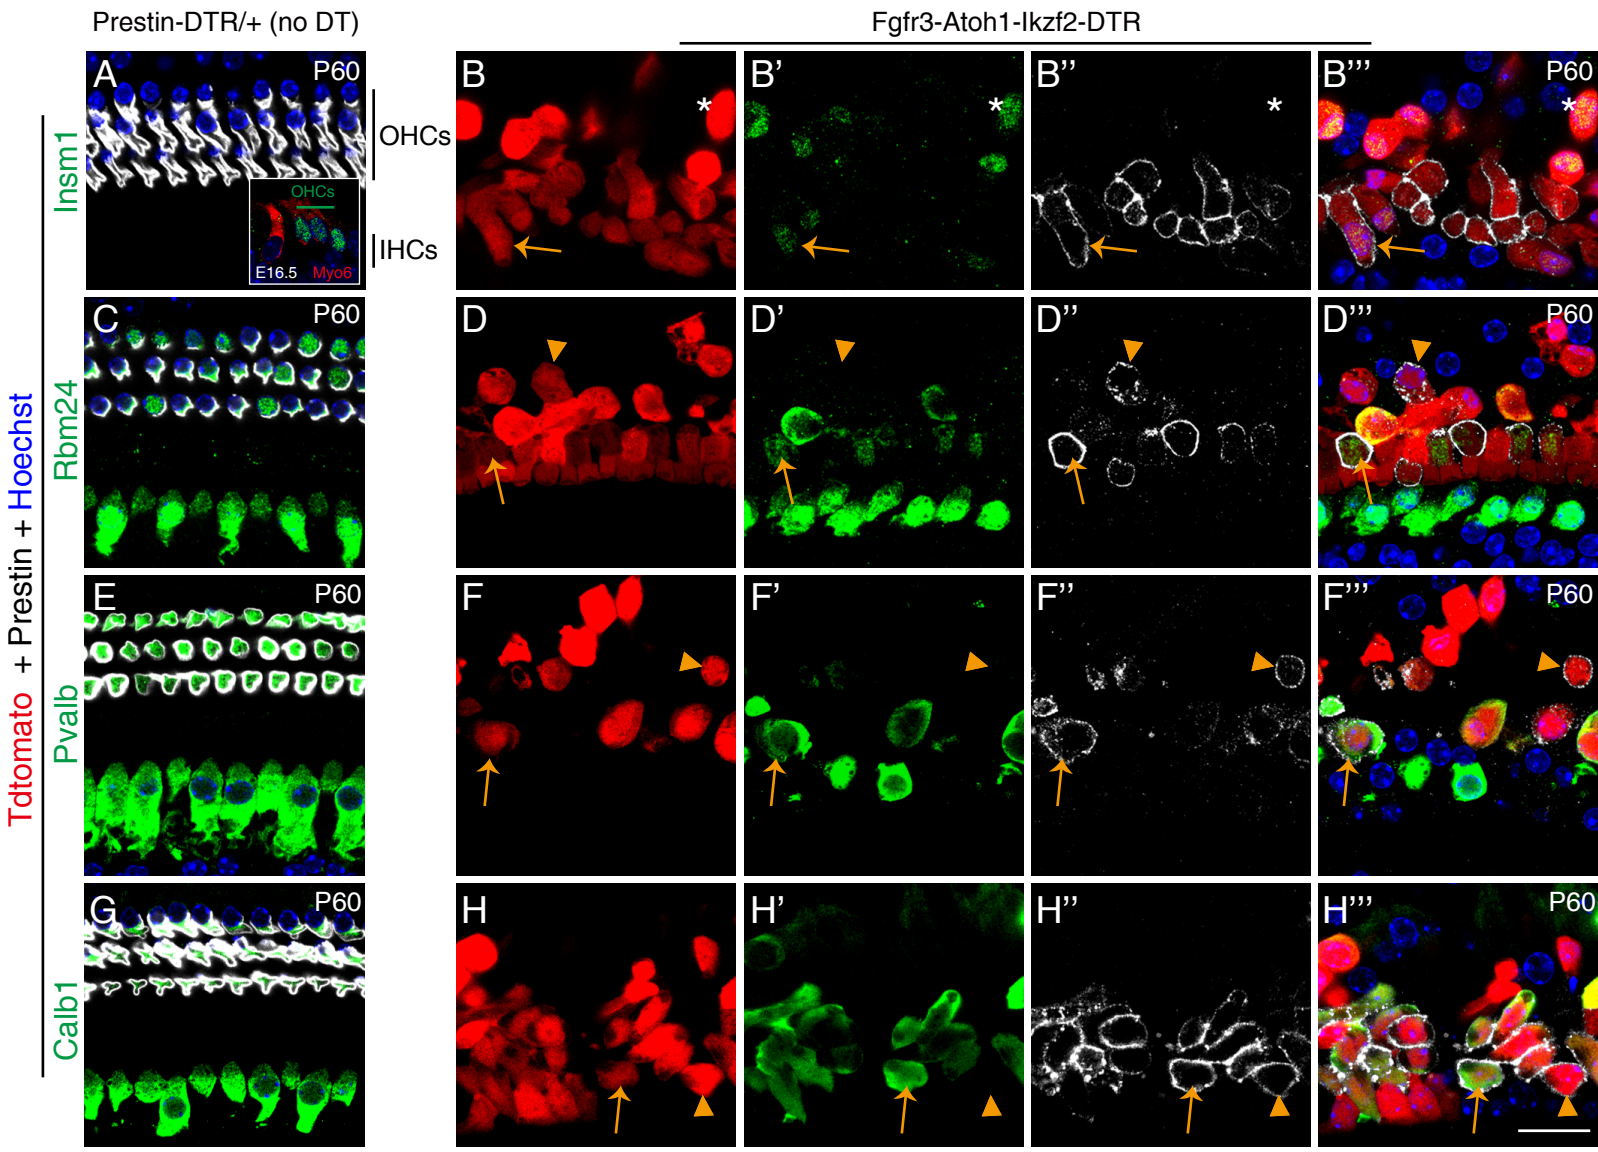 Prestin-DTR/+ (no DT)
Fgfr3-Atoh1-Ikzf2-DTR
Tdtomato + Prestin + Hoechst
Insm1
A P60
OHCs
IHCs
OHCs
E16.5 Myo6
B
*
B’
*
B’’
*
B’’’ P60
*
Rbm24
C P60
D
D’
D’’
D’’’ P60
Pvalb
E P60
F
F’
F’’
F’’’ P60
Calb1
G P60
H
H’
H’’
H’’’ P60